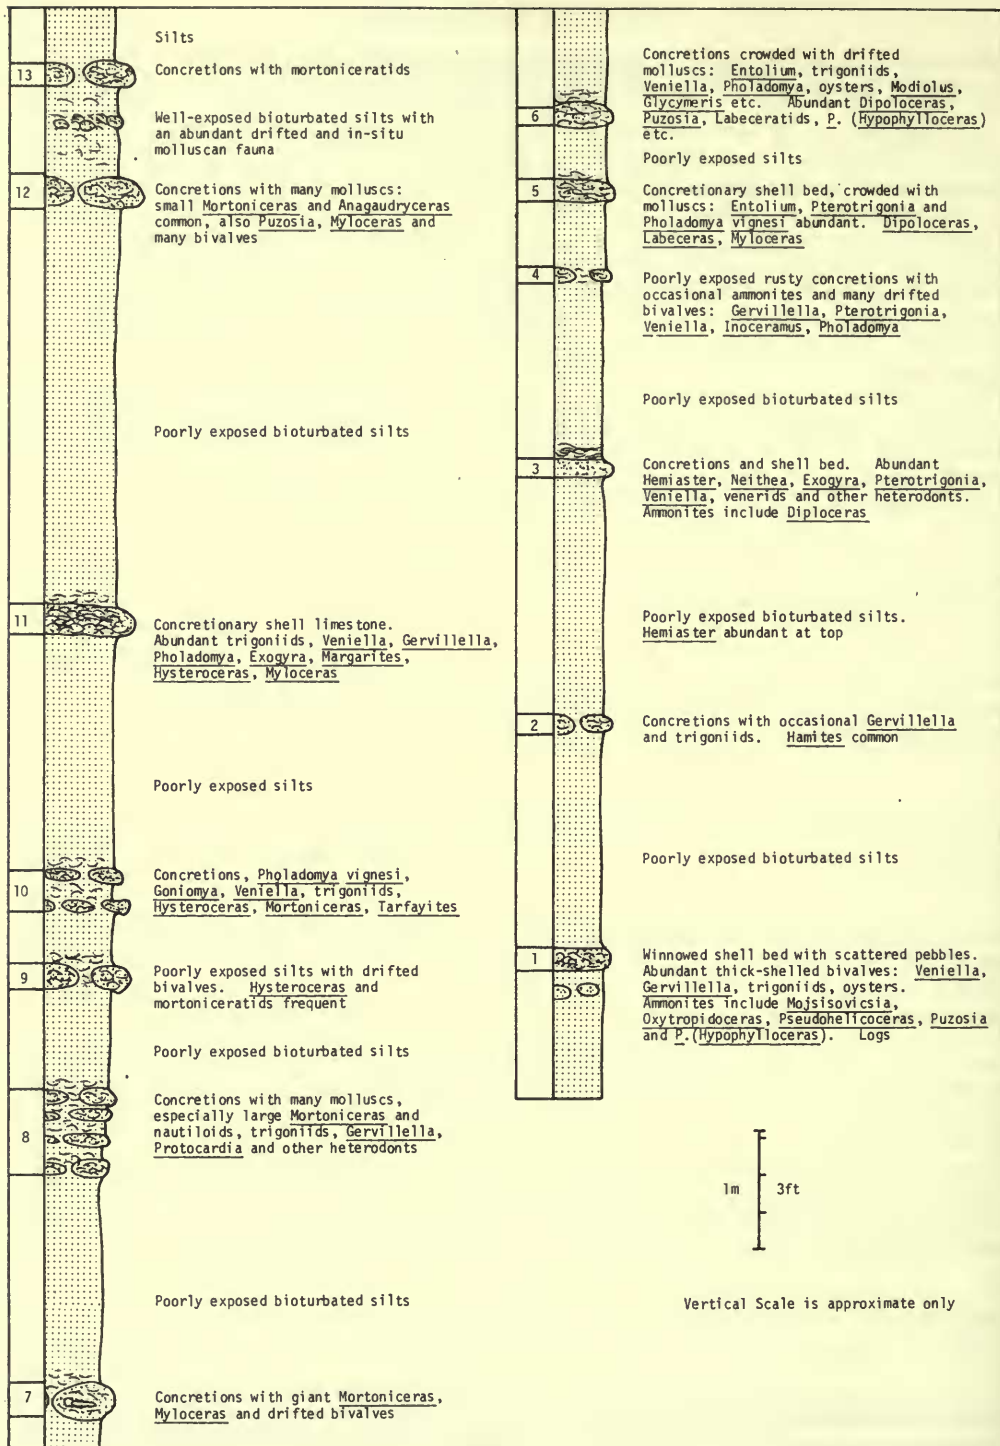 Silts
13
Concretions with mortoniceratids
Well-exposed bioturbated silts with
an abundant drifted and in-situ
molluscan fauna
12
Concretions with many molluscs:
small Mortoniceras and Anagaudryceras
common, also Puzosia, Myloceras and
many bivalves
Poorly exposed bioturbated silts
11
Concretionary shell limestone.
Abundant trigoniids, Veniella, Gervillella,
Pholadomya, Exogyra, Margarites,
Hysteroceras, Myloceras
Poorly exposed silts
10
Concretions, Pholadomya vignesi,
Goniomya, Veniella, trigoniids,
Hysteroceras, Mortoniceras, Tarfayites
9
Poorly exposed silts with drifted
bivalves. Hysteroceras and
mortoniceratids frequent
Poorly exposed bioturbated silts
8
Concretions with many molluscs,
especially large Mortoniceras and
nautiloids, trigoniids, Gervillella,
Protocardia and other heterodonts
Poorly exposed bioturbated silts
7
Concretions with giant Mortoniceras,
Myloceras and drifted bivalves
Concretions crowded with drifted
molluscs: Entolium, trigoniids,
Veniella, Pholadomya, oysters, Modiolus,
Glycymeris etc. Abundant Dipoloceras,
6
Puzosia, Labeceratids, P. (Hypophylloceras)
etc.
Poorly exposed silts
5
Concretionary shell bed, crowded with
molluscs: Entolium, Pterotrigonia and
Pholadomya vignesi abundant. Dipoloceras,
Labeceras, Myloceras
4
Poorly exposed rusty concretions with
occasional ammonites and many drifted
bivalves: Gervillella, Pterotrigonia,
Veniella, Inoceramus, Pholadomya
Poorly exposed bioturbated silts
3
Concretions and shell bed. Abundant
Hemiaster, Neithea, Exogyra, Pterotrigonia,
Veniella, venerids and other heterodonts.
Ammonites include Diploceras
Poorly exposed bioturbated silts.
Hemiaster abundant at top
2
Concretions with occasional Gervillella
and trigoniids. Hamites common
Poorly exposed bioturbated silts
1
Winnowed shell bed with scattered pebbles.
Abundant thick-shelled bivalves: Veniella,
Gervillella, trigoniids, oysters.
Ammonites include Mojsisovicsia,
Oxytropidoceras, Pseudohelicoceras, Puzosia
and P.(Hypophylloceras). Logs
1m 3ft
Vertical Scale is approximate only